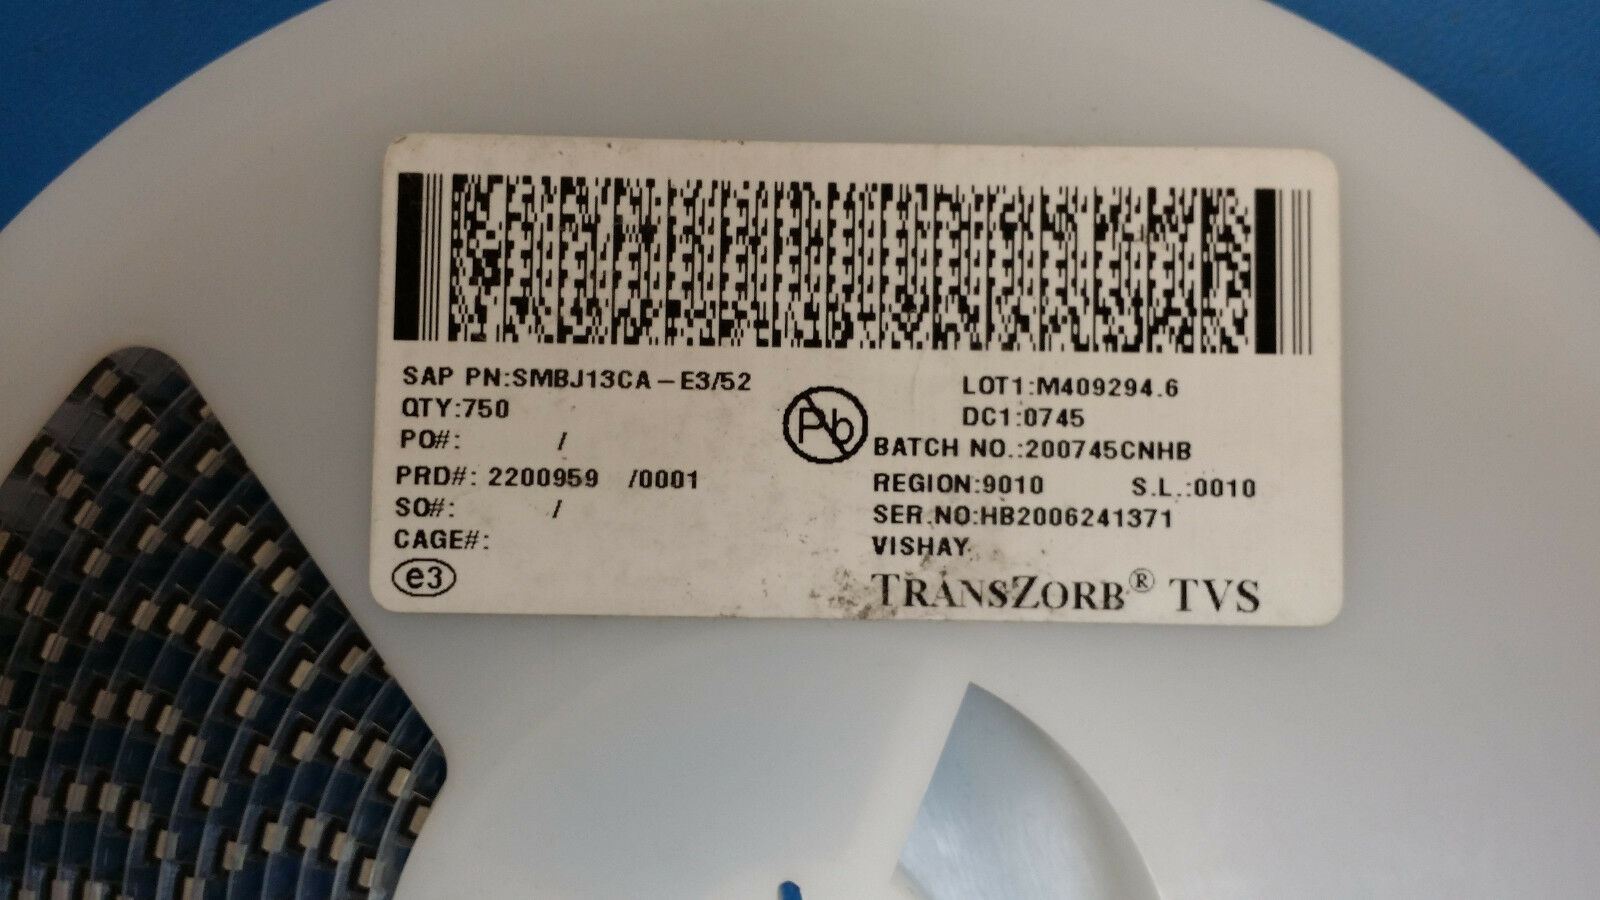 SAP PN:SMBJ13CA-E3/52
QTY:750
PO#: /
PRD#: 2200959 /0001
SO#: /
CAGE#:
e3
Pb
LOT1:M409294.6
DC1:0745
BATCH NO.:200745CNHB
REGION:9010 S.L.:0010
SER.NO:HB2006241371
VISHAY
TRANSZORB® TVS